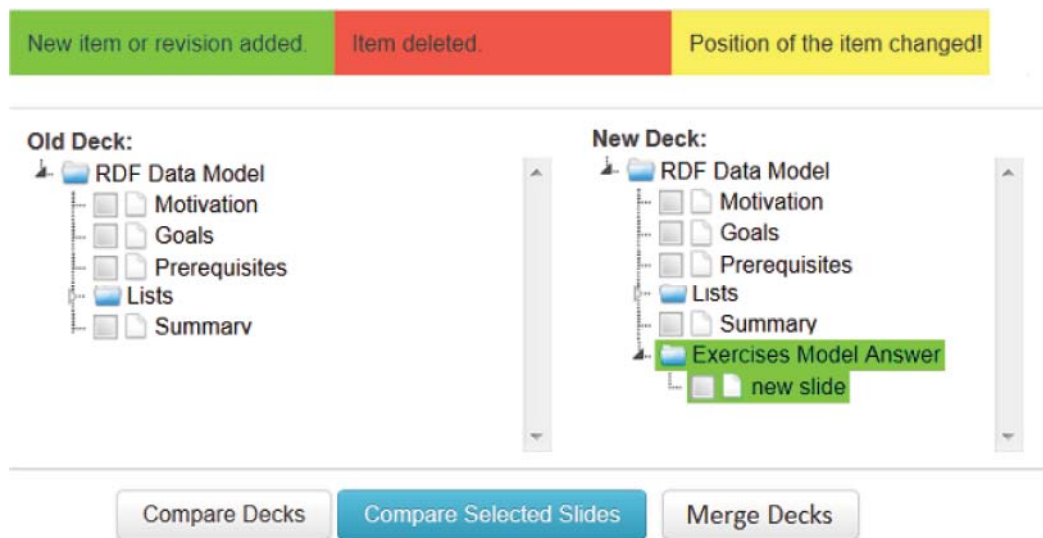 New item or revision added.
Item deleted.
Position of the item changed!
Old Deck:
RDF Data Model
Motivation
Goals
Prerequisites
Lists
Summary
New Deck:
RDF Data Model
Motivation
Goals
Prerequisites
Lists
Summary
Exercises Model Answer
new slide
Compare Decks
Compare Selected Slides
Merge Decks